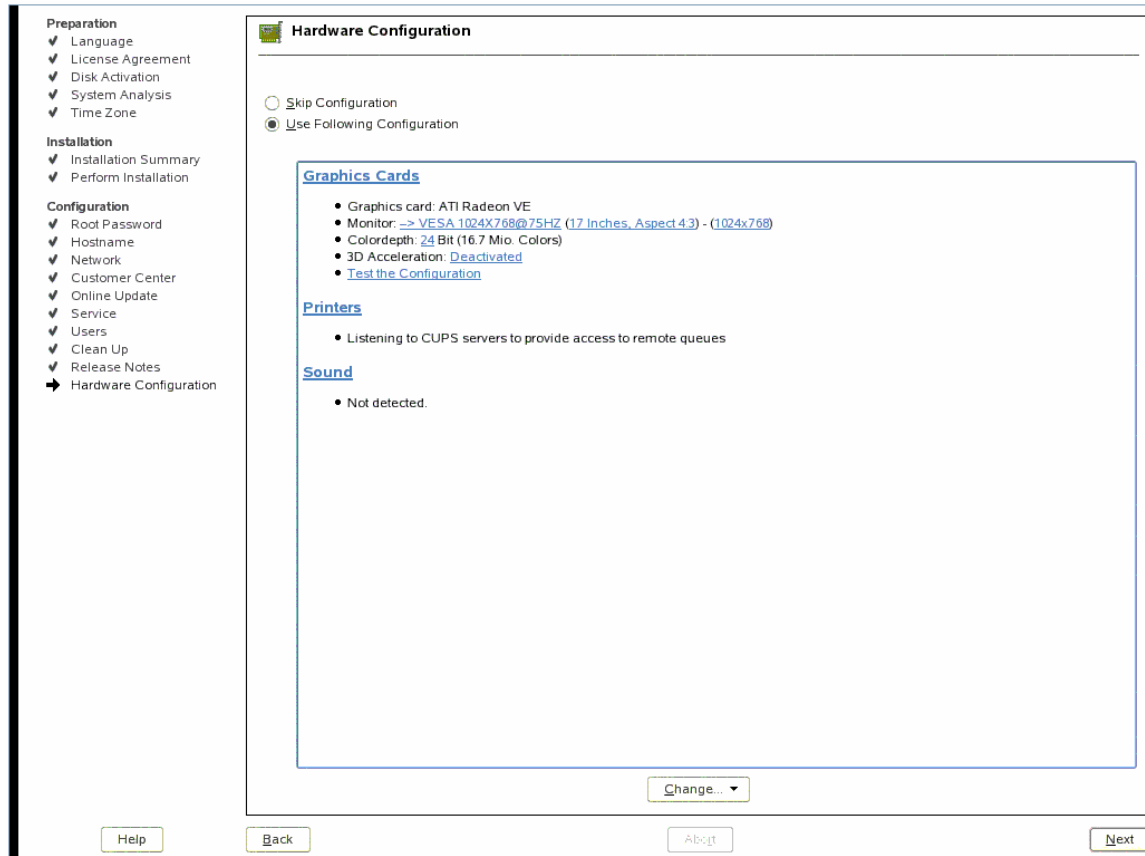 Preparation
Language
License Agreement
Disk Activation
System Analysis
Time Zone
Installation
Installation Summary
Perform Installation
Configuration
Root Password
Hostname
Network
Customer Center
Online Update
Service
Users
Clean Up
Release Notes
Hardware Configuration
Hardware Configuration
Skip Configuration
Use Following Configuration
Graphics Cards
Graphics card: ATI Radeon VE
Monitor: –> VESA 1024X768@75HZ (17 Inches, Aspect 4:3) - (1024x768)
Colordepth: 24 Bit (16.7 Mio. Colors)
3D Acceleration: Deactivated
Test the Configuration
Printers
Listening to CUPS servers to provide access to remote queues
Sound
Not detected.
Change...
Help
Back
Abort
Next